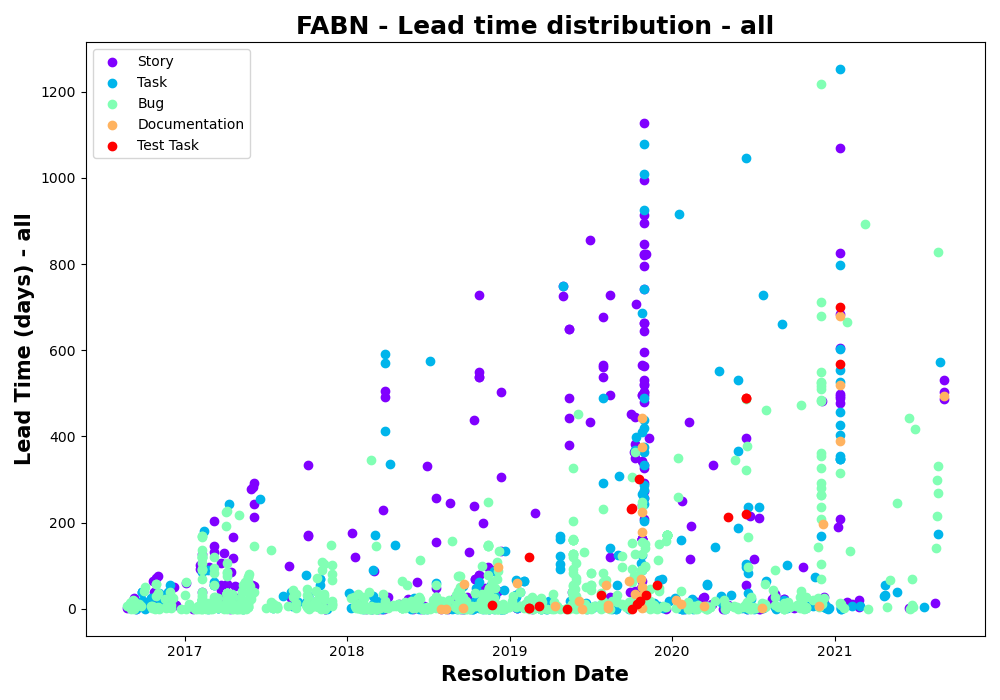 FABN - Lead time distribution - all
Story
Task
Bug
Documentation
Test Task
Lead Time (days) - all
1200
1000
800
600
400
200
0
2017 2018 2019 2020 2021
Resolution Date